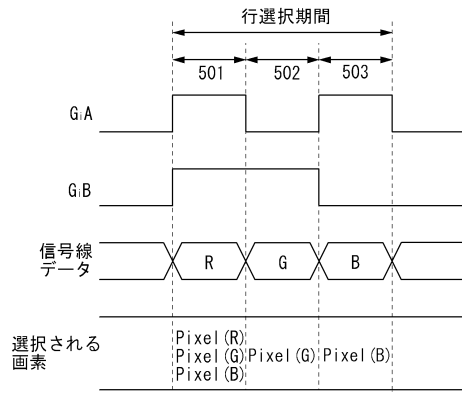 行選択期間
501 502 503
GiA
GiB
信号線
データ
R G B
選択される
画素
Pixel(R)
Pixel(G) Pixel(G) Pixel(B)
Pixel(B)